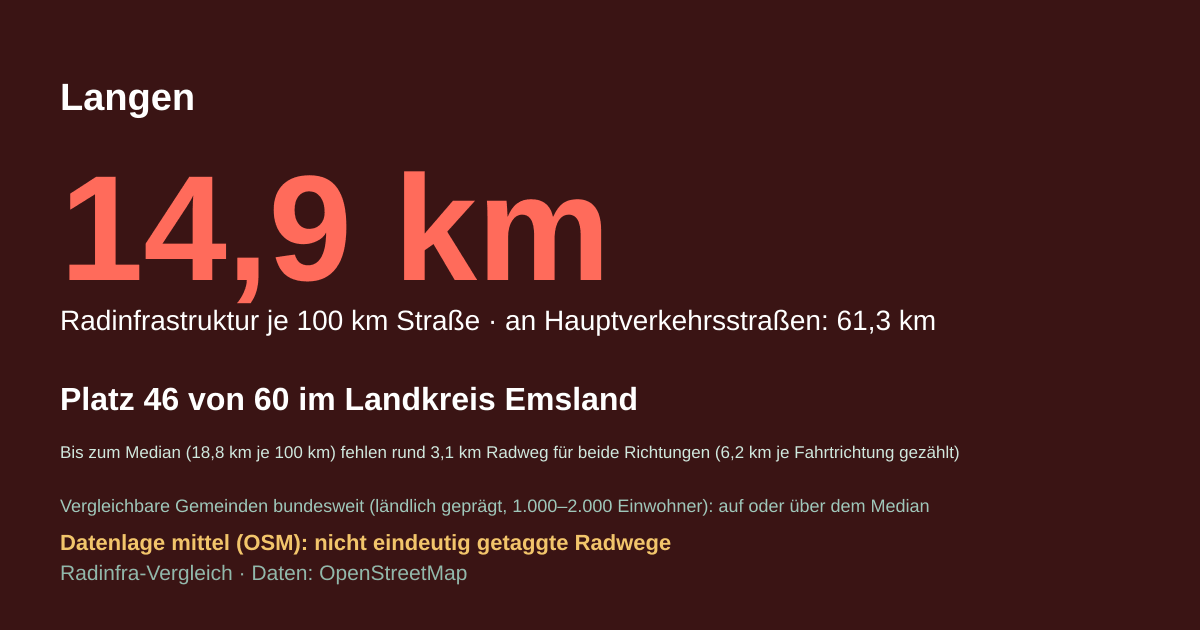 Langen
14,9 km
Radinfrastruktur je 100 km Straße · an Hauptverkehrsstraßen: 61,3 km
Platz 46 von 60 im Landkreis Emsland
Bis zum Median (18,8 km je 100 km) fehlen rund 3,1 km Radweg für beide Richtungen (6,2 km je Fahrtrichtung gezählt)
Vergleichbare Gemeinden bundesweit (ländlich geprägt, 1.000–2.000 Einwohner): auf oder über dem Median
Datenlage mittel (OSM): nicht eindeutig getaggte Radwege
Radinfra-Vergleich · Daten: OpenStreetMap